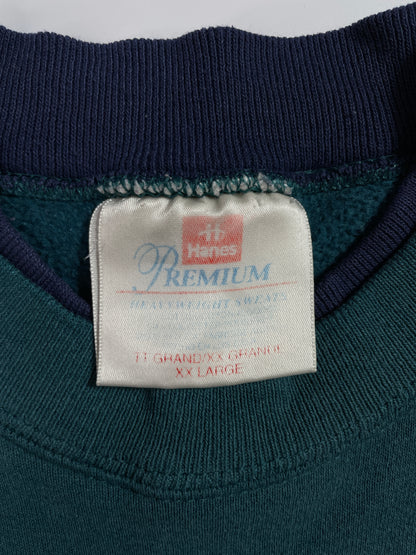 Hanes
PREMIUM
HEAVYWEIGHT SWEATS
TT GRAND/XX GRANDE
XX LARGE